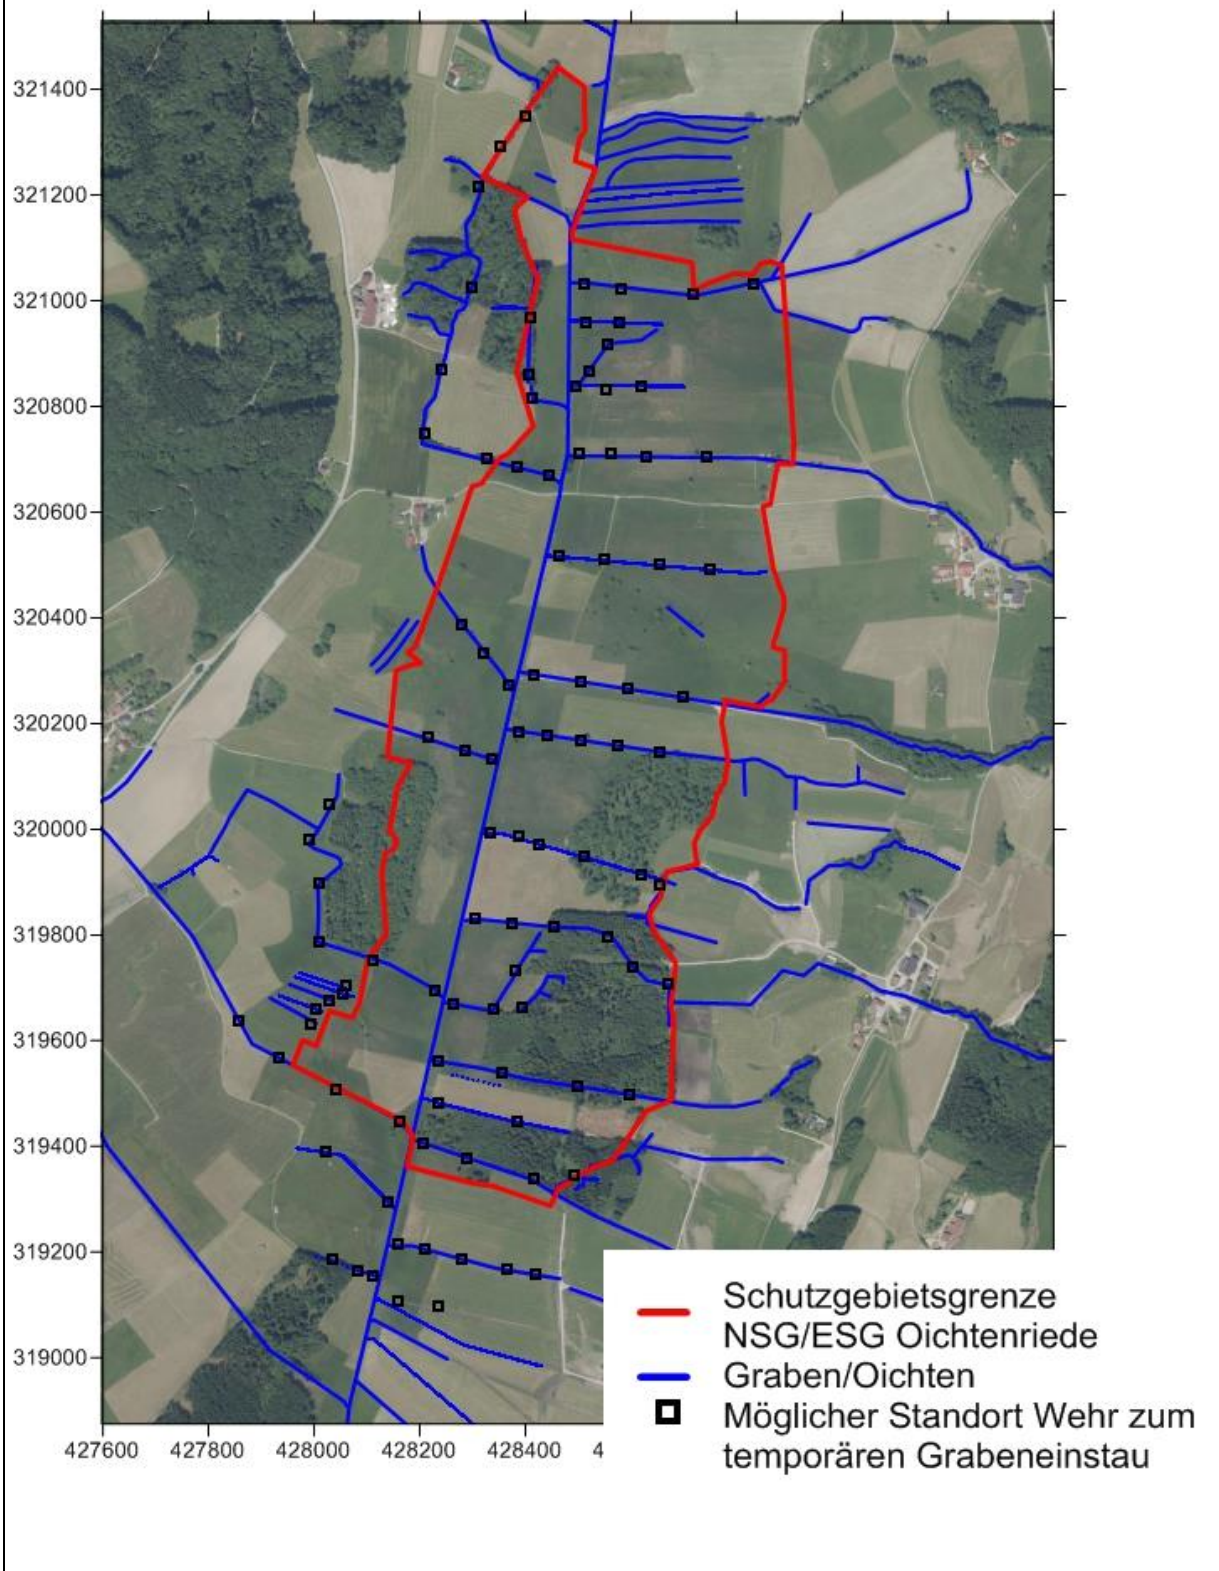 321400
321200
321000
320800
320600
320400
320200
320000
319800
319600
319400
319200
319000
427600 427800 428000 428200 428400 4
Schutzgebietsgrenze
NSG/ESG Oichtenriede
Graben/Oichten
Möglicher Standort Wehr zum
temporären Grabeneinstau